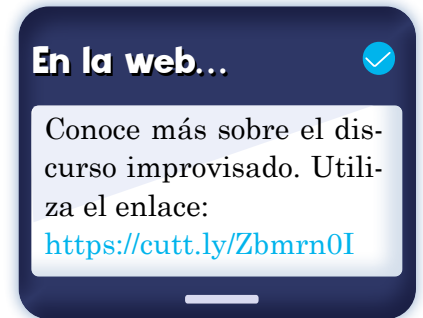 En la web...
Conoce más sobre el dis-
curso improvisado. Utili-
za el enlace:
https://cutt.ly/Zbmrn0I